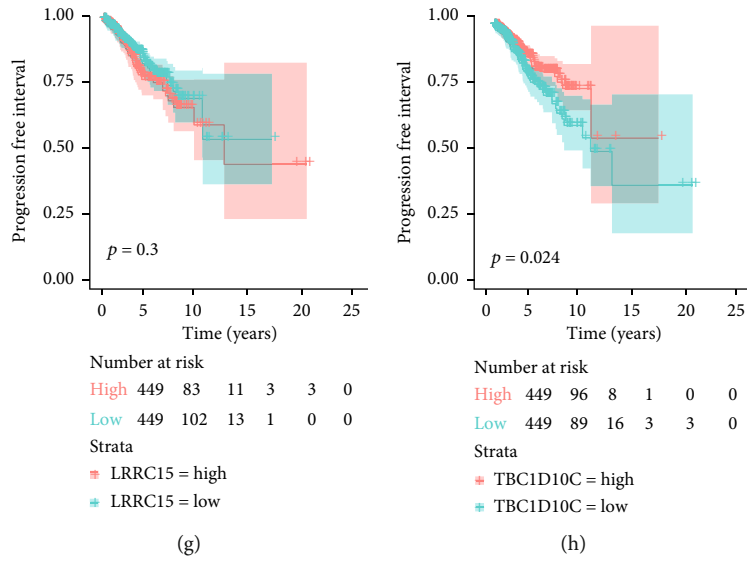 Progression free interval
1.00
0.75
0.50
0.25
0.00
p = 0.3
0 5 10 15 20 25
Time (years)
Number at risk
High 449 83 11 3 3 0
Low 449 102 13 1 0 0
Strata
LRRC15 = high
LRRC15 = low
(g)
Progression free interval
1.00
0.75
0.50
0.25
0.00
p = 0.024
0 5 10 15 20 25
Time (years)
Number at risk
High 449 96 8 1 0 0
Low 449 89 16 3 3 0
Strata
TBC1D10C = high
TBC1D10C = low
(h)